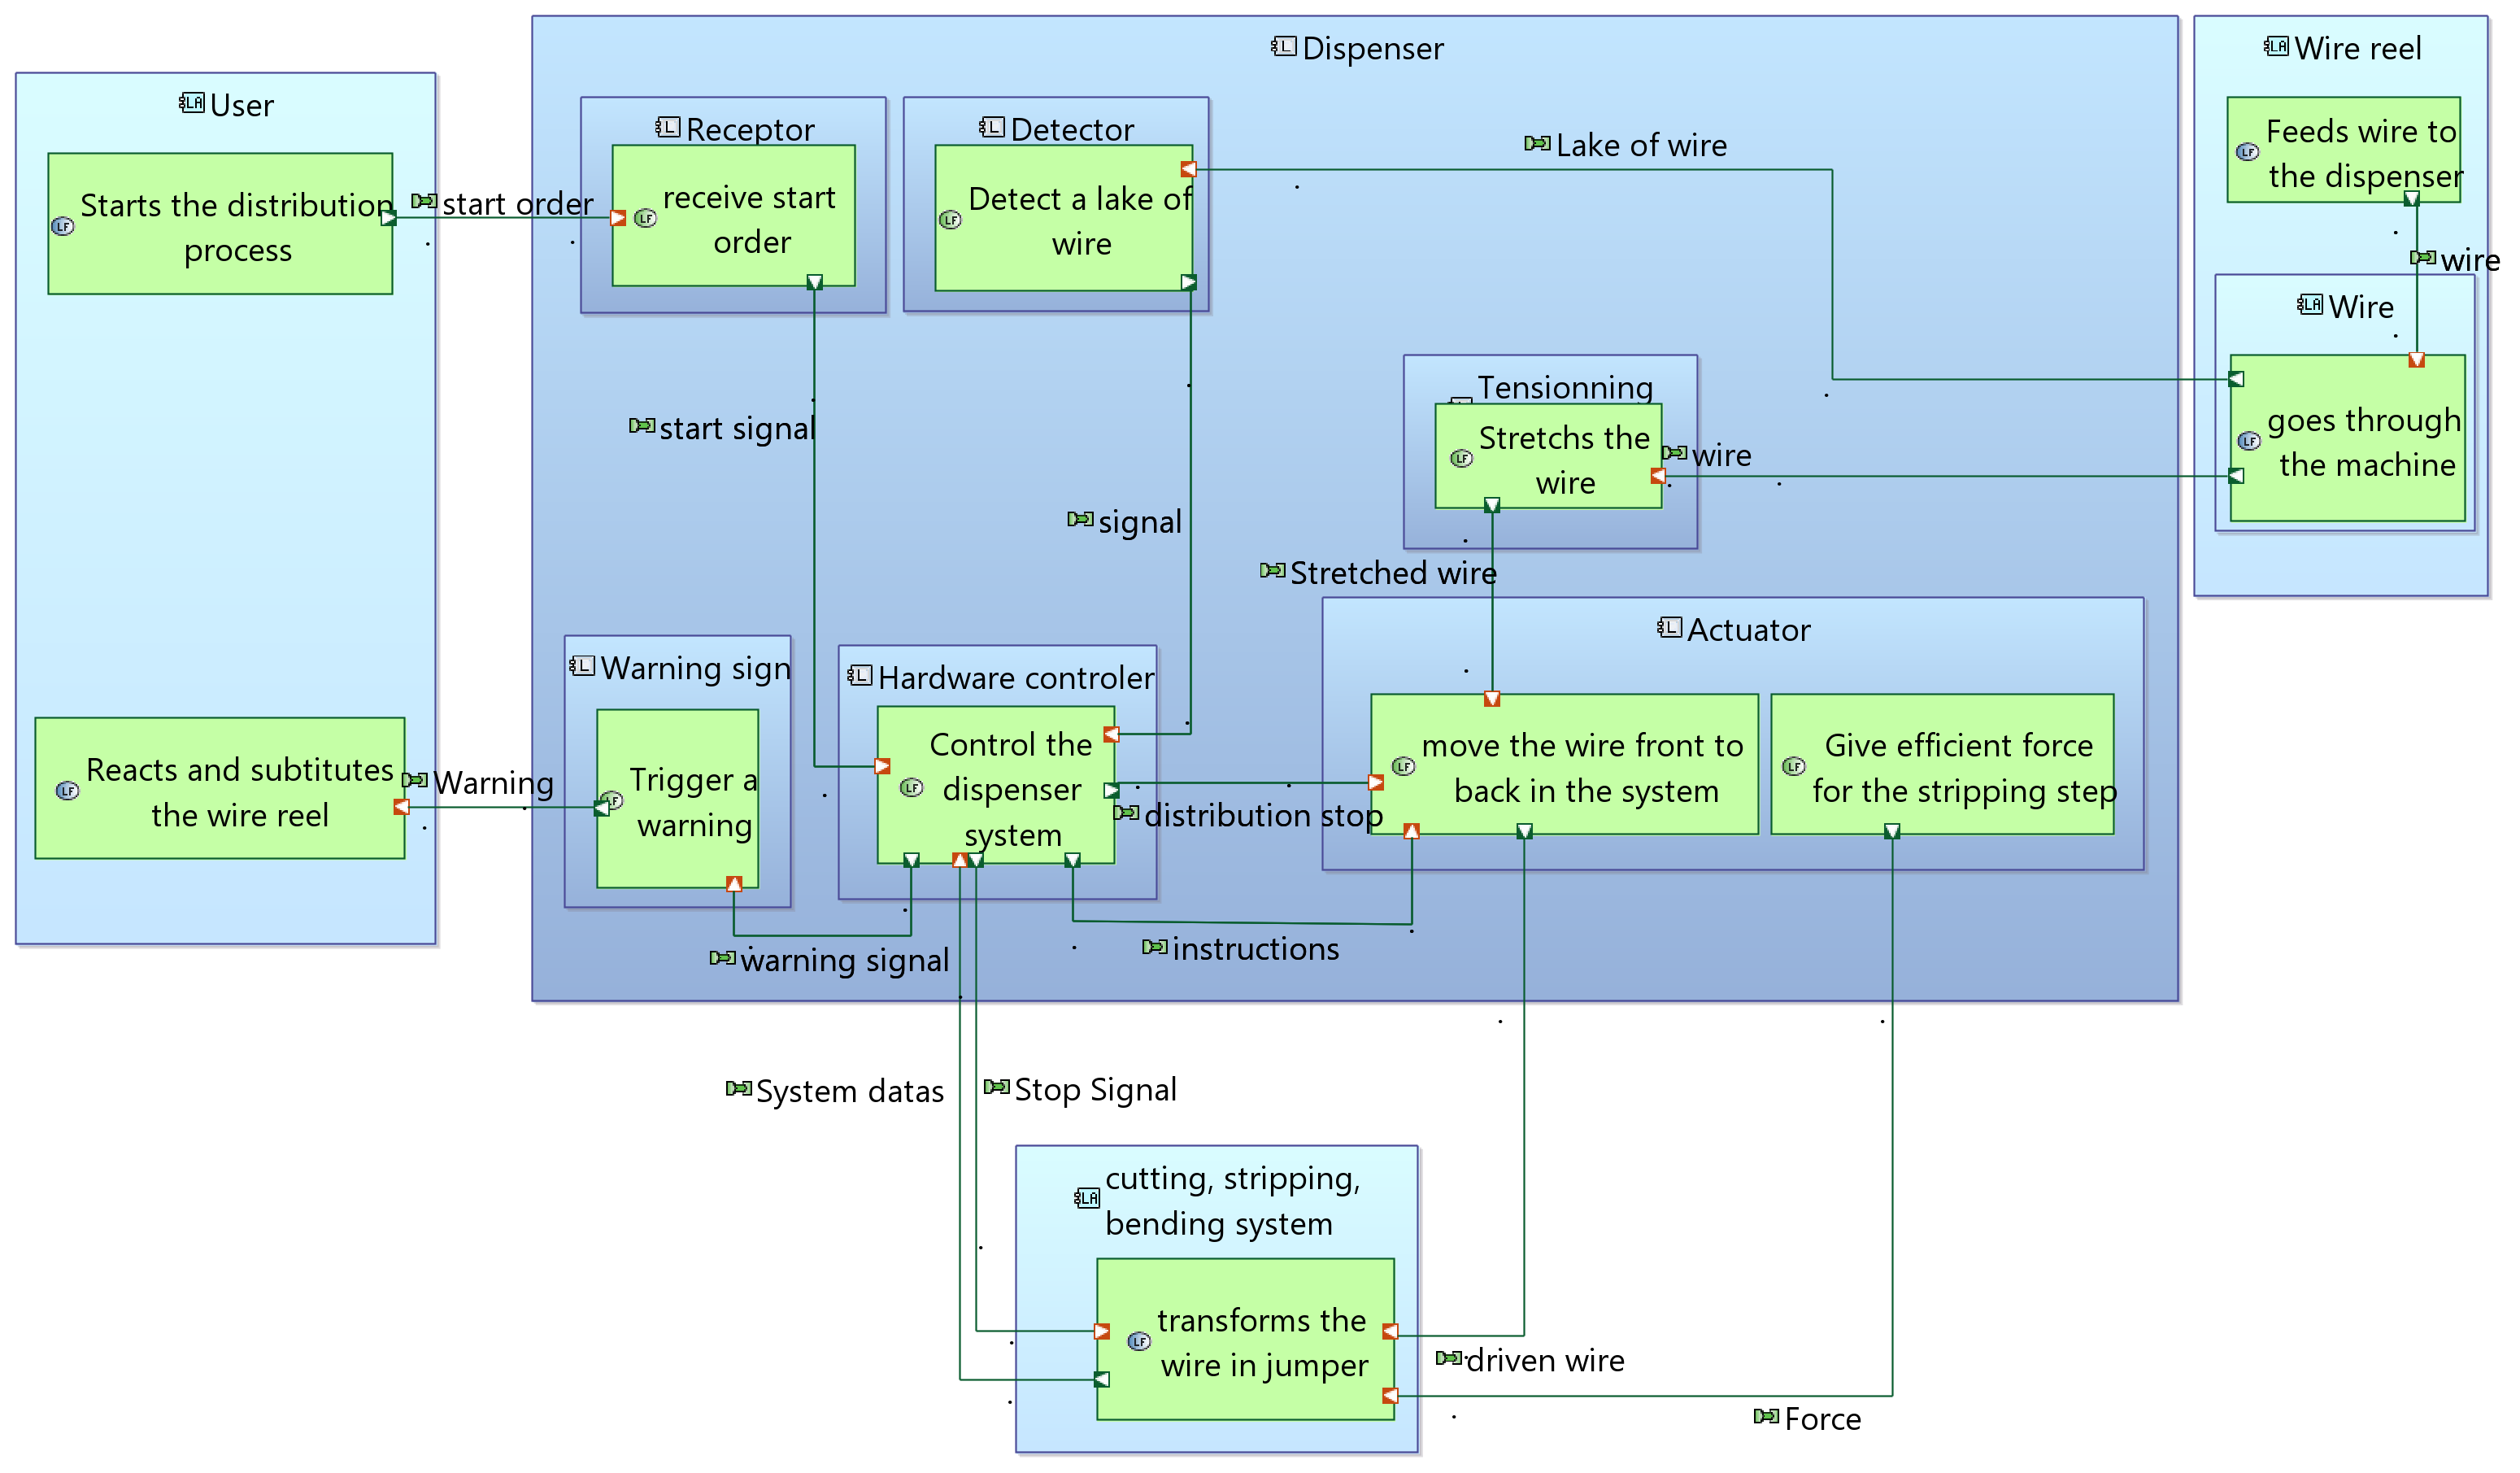 Dispenser
Wire reel
User
Receptor
Detector
Lake of wire
Feeds wire to
the dispenser
Starts the distribution
process
start order
receive start
order
Detect a lake of
wire
wire
Wire
Tensionning
start signal
Stretchs the
wire
wire
goes through
the machine
signal
Stretched wire
Actuator
Warning sign
Hardware controler
Reacts and subtitutes
the wire reel
Warning
Trigger a
warning
Control the
dispenser
system
distribution stop
move the wire front to
back in the system
Give efficient force
for the stripping step
warning signal
instructions
System datas
Stop Signal
cutting, stripping,
bending system
transforms the
wire in jumper
driven wire
Force